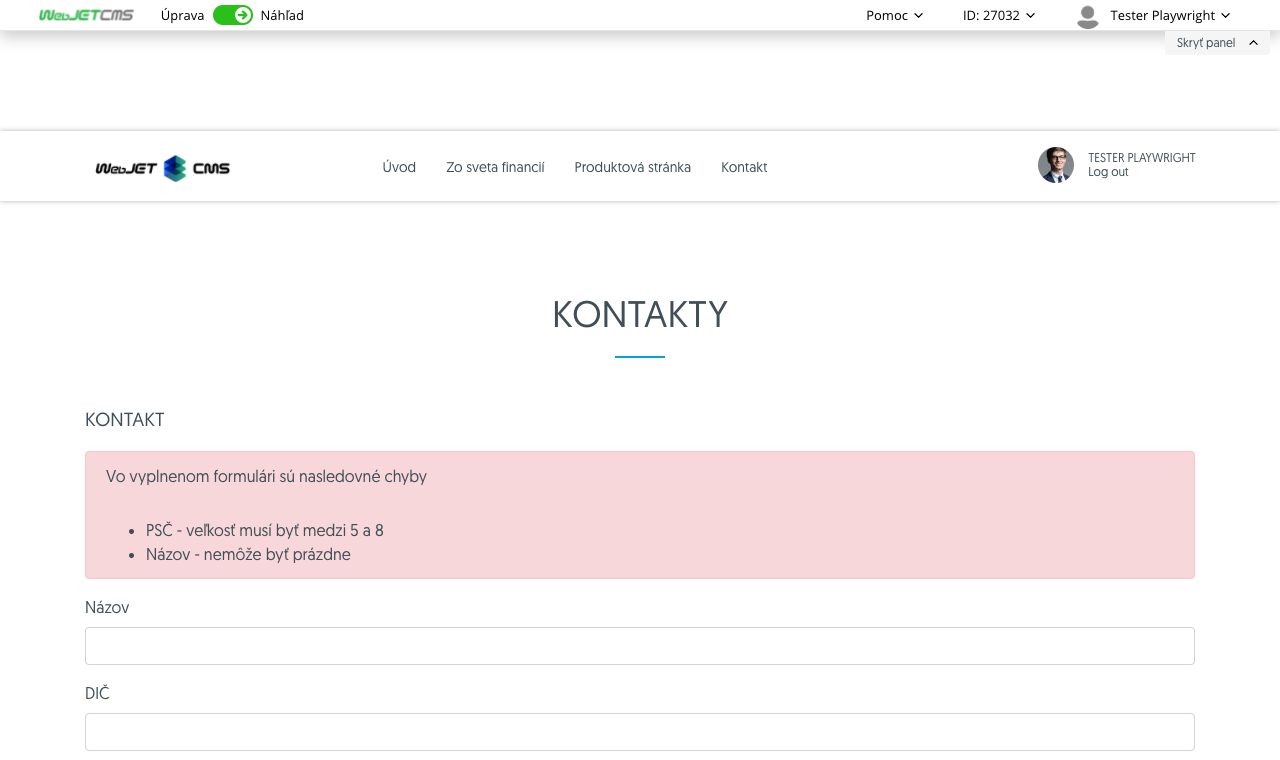 WebJETCMS Úprava Náhľad Pomoc ID: 27032 Tester Playwright
Skryť panel
WebJET CMS Úvod Zo sveta financií Produktová stránka Kontakt TESTER PLAYWRIGHT
Log out
KONTAKTY
KONTAKT
Vo vyplnenom formulári sú nasledovné chyby
PSČ - veľkosť musí byť medzi 5 a 8
Názov - nemôže byť prázdne
Názov
DIČ